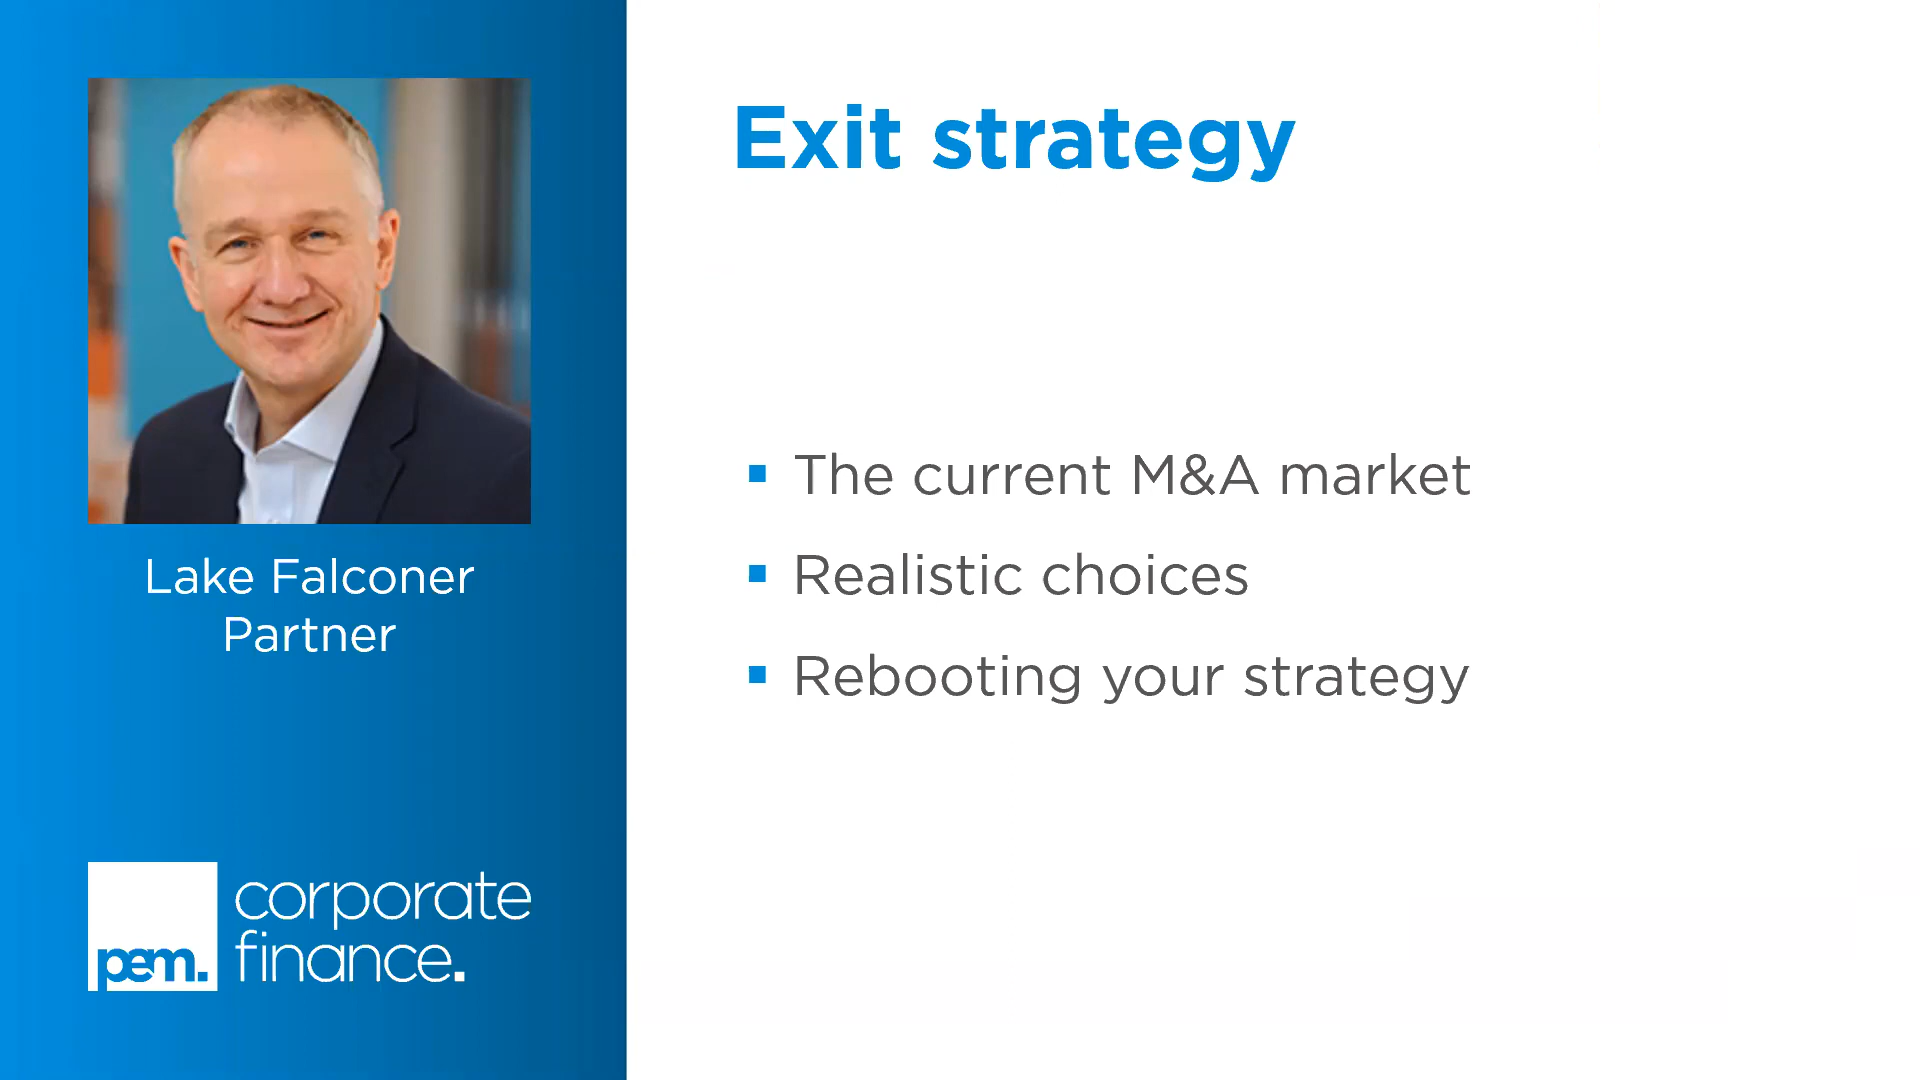 Exit strategy
The current M&A market
Realistic choices
Rebooting your strategy
Lake Falconer
Partner
pem.
corporate
finance.